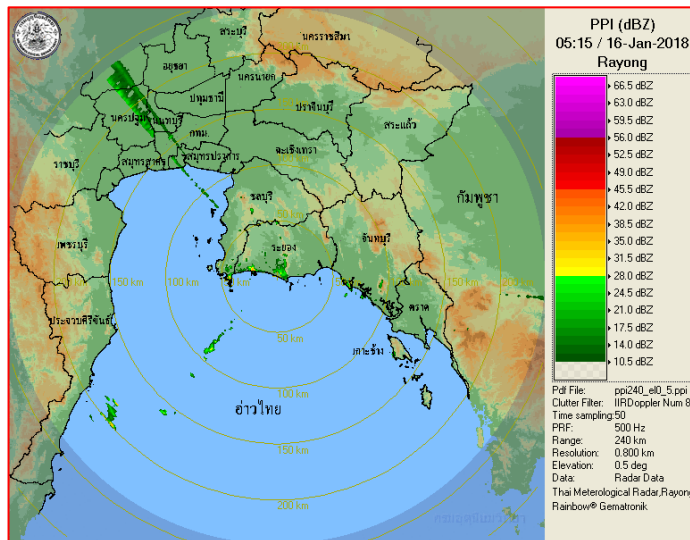 PPI (dBZ)
05:15 / 16-Jan-2018
Rayong
66.5 dBZ
63.0 dBZ
59.5 dBZ
56.0 dBZ
52.5 dBZ
49.0 dBZ
45.5 dBZ
42.0 dBZ
38.5 dBZ
35.0 dBZ
31.5 dBZ
28.0 dBZ
24.5 dBZ
21.0 dBZ
17.5 dBZ
14.0 dBZ
10.5 dBZ
Pdf File: ppi240_el0_5.ppi
Clutter Filter: IIRDoppler Num 8
Time sampling:50
PRF: 500 Hz
Range: 240 km
Resolution: 0.800 km
Elevation: 0.5 deg
Data: Radar Data
Thai Meterological Radar,Rayong
Rainbow® Gematronik
สระบุรี
นครราชสีมา
อยุธยา
นครนายก
ปทุมธานี
ปราจีนบุรี
นครปฐม
นนทบุรี
สระแก้ว
กทม.
ฉะเชิงเทรา
ราชบุรี
สมุทรสาคร
สมุทรปราการ
ชลบุรี
กัมพูชา
เพชรบุรี
ระยอง
จันทบุรี
150 km
100 km
50 km
ประจวบคีรีขันธ์
ตราด
50 km
เกาะช้าง
100 km
อ่าวไทย
150 km
200 km